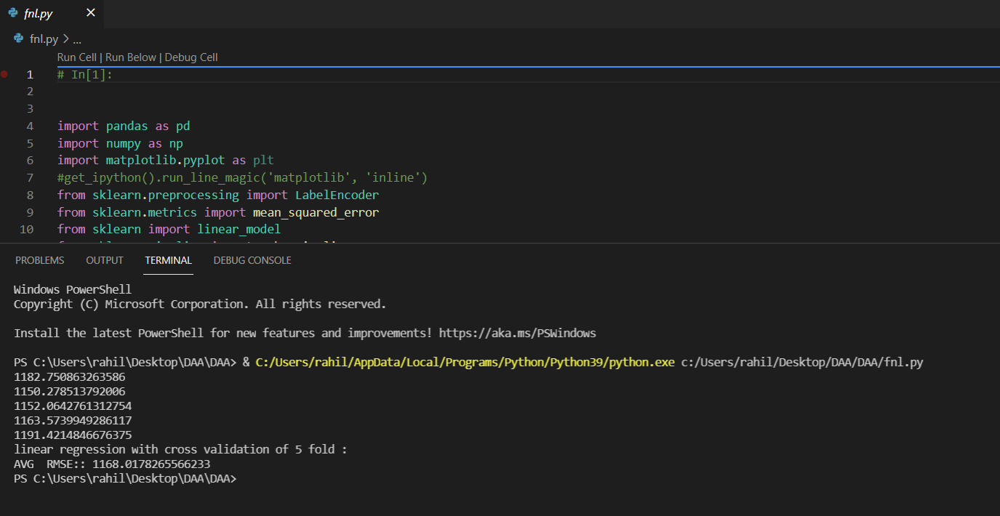 fnl.py
fnl.py > ...
Run Cell | Run Below | Debug Cell
1 # In[1]:
2
3
4 import pandas as pd
5 import numpy as np
6 import matplotlib.pyplot as plt
7 #get_ipython().run_line_magic('matplotlib', 'inline')
8 from sklearn.preprocessing import LabelEncoder
9 from sklearn.metrics import mean_squared_error
10 from sklearn import linear_model
PROBLEMS OUTPUT TERMINAL DEBUG CONSOLE
Windows PowerShell
Copyright (C) Microsoft Corporation. All rights reserved.
Install the latest PowerShell for new features and improvements! https://aka.ms/PSWindows
PS C:\Users\rahil\Desktop\DAA\DAA> & C:/Users/rahil/AppData/Local/Programs/Python/Python39/python.exe c:/Users/rahil/Desktop/DAA/DAA/fnl.py
1182.750863263586
1150.278513792006
1152.0642761312754
1163.5739949286117
1191.4214846676375
linear regression with cross validation of 5 fold :
AVG  RMSE:: 1168.0178265566233
PS C:\Users\rahil\Desktop\DAA\DAA>